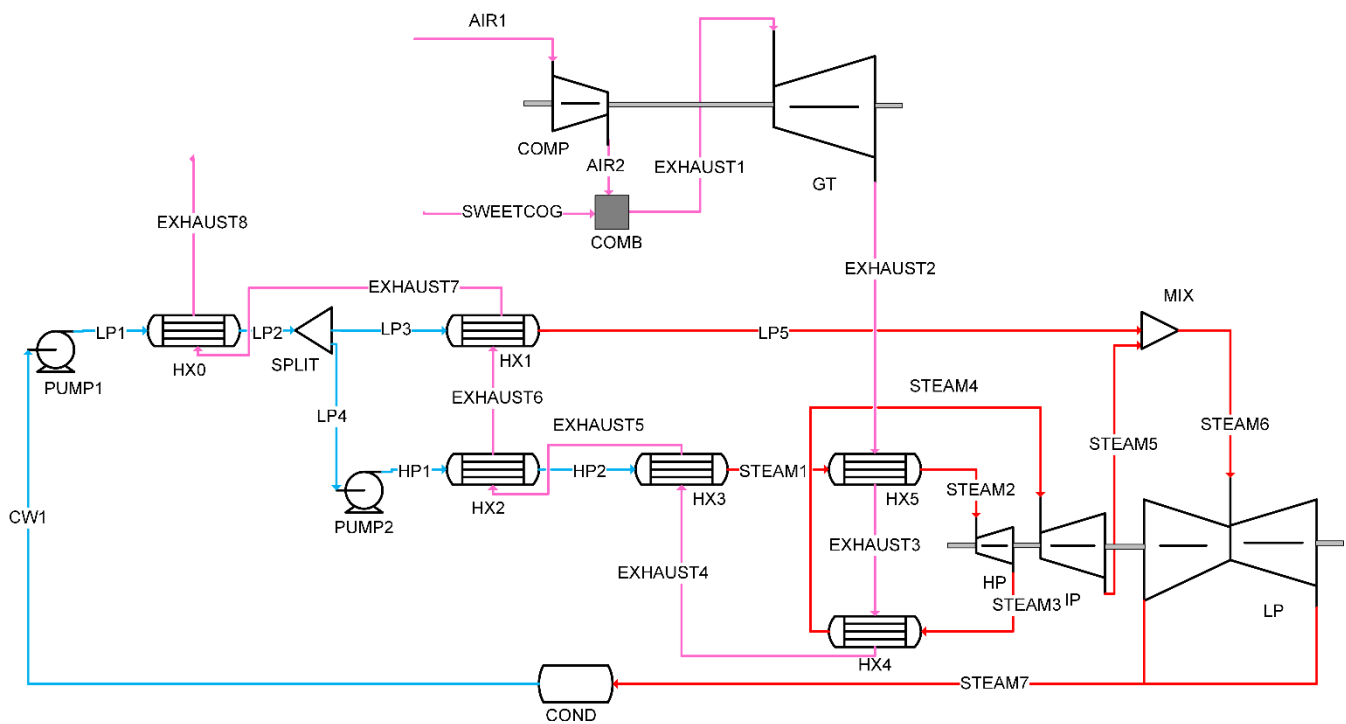 AIR1
COMP
AIR2
EXHAUST1
GT
EXHAUST8
SWEETCOG
COMB
EXHAUST2
EXHAUST7
MIX
LP1
LP2
LP3
LP5
HX0
SPLIT
HX1
PUMP1
LP4
EXHAUST6
STEAM4
EXHAUST5
STEAM5
STEAM6
HP1
HP2
STEAM1
HX2
HX3
HX5
STEAM2
PUMP2
CW1
EXHAUST3
EXHAUST4
HP
STEAM3
IP
LP
HX4
STEAM7
COND